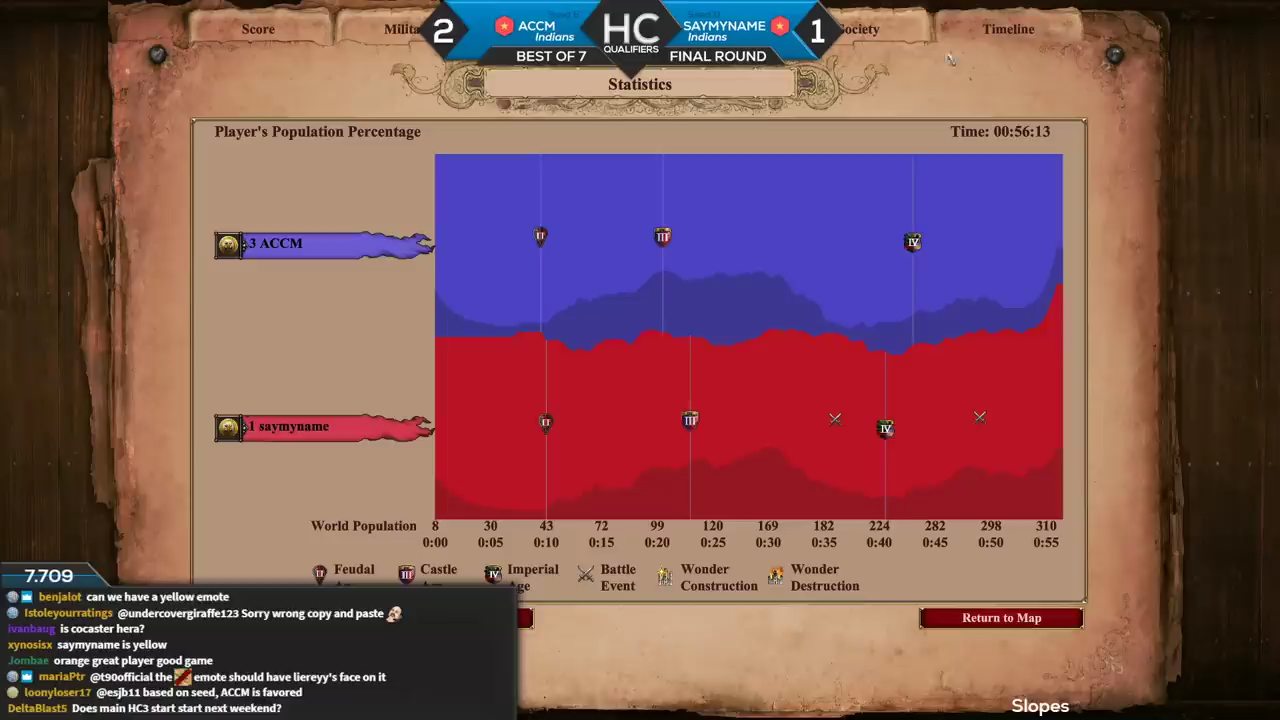 Score
Milita
Society
Timeline
2
ACCM
Indians
HC
QUALIFIERS
SAYMYNAME
Indians
1
BEST OF 7
FINAL ROUND
Statistics
Player's Population Percentage
Time: 00:56:13
3 ACCM
II
III
IV
1 saymyname
II
III
IV
World Population 8 30 43 72 99 120 169 182 224 282 298 310
0:00 0:05 0:10 0:15 0:20 0:25 0:30 0:35 0:40 0:45 0:50 0:55
Feudal
Castle
Imperial Age
Battle Event
Wonder Construction
Wonder Destruction
Return to Map
7.709
benjalot can we have a yellow emote
Istoleyourratings @undercovergiraffe123 Sorry wrong copy and paste
ivanbaug is cocaster hera?
xynosisx saymyname is yellow
Jombae orange great player good game
mariaPtr @t90official the emote should have liereyy's face on it
loonyloser17 @esjb11 based on seed, ACCM is favored
DeltaBlast5 Does main HC3 start start next weekend?
Slopes